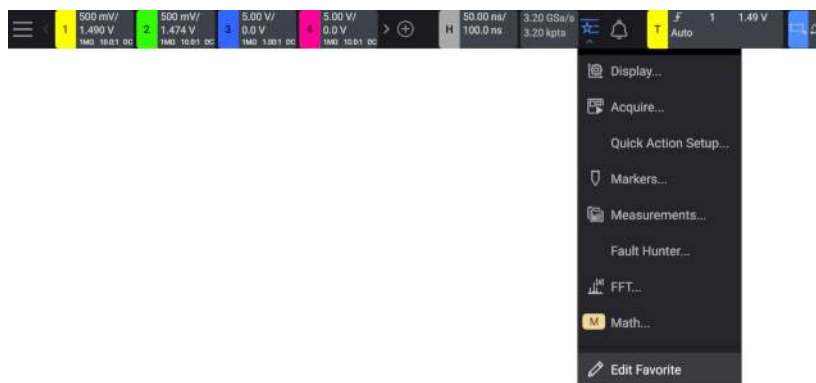 1 500 mV/ 1.490 V 1MΩ 10.0:1 DC
2 500 mV/ 1.474 V 1MΩ 10.0:1 DC
3 5.00 V/ 0.0 V 1MΩ 1.00:1 DC
4 5.00 V/ 0.0 V 1MΩ 10.0:1 DC
H 50.00 ns/ 100.0 ns
3.20 GSa/s
3.20 kpts
T 1 1.49 V
Auto
Display...
Acquire...
Quick Action Setup...
Markers...
Measurements...
Fault Hunter...
FFT...
M Math...
Edit Favorite